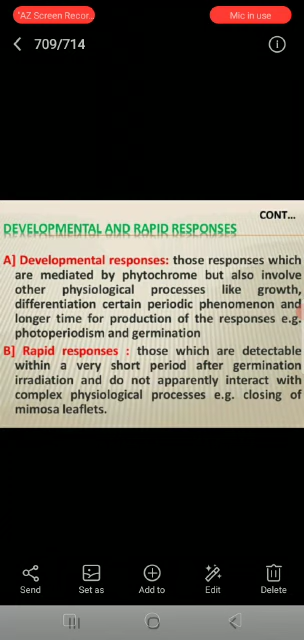 "AZ Screen Recor..
Mic in use
709/714
CONT...
DEVELOPMENTAL AND RAPID RESPONSES
A] Developmental responses: those responses which
are mediated by phytochrome but also involve
other physiological processes like growth,
differentiation certain periodic phenomenon and
longer time for production of the responses e.g.
photoperiodism and germination
B] Rapid responses : those which are detectable
within a very short period after germination
irradiation and do not apparently interact with
complex physiological processes e.g. closing of
mimosa leaflets.
Send
Set as
Add to
Edit
Delete